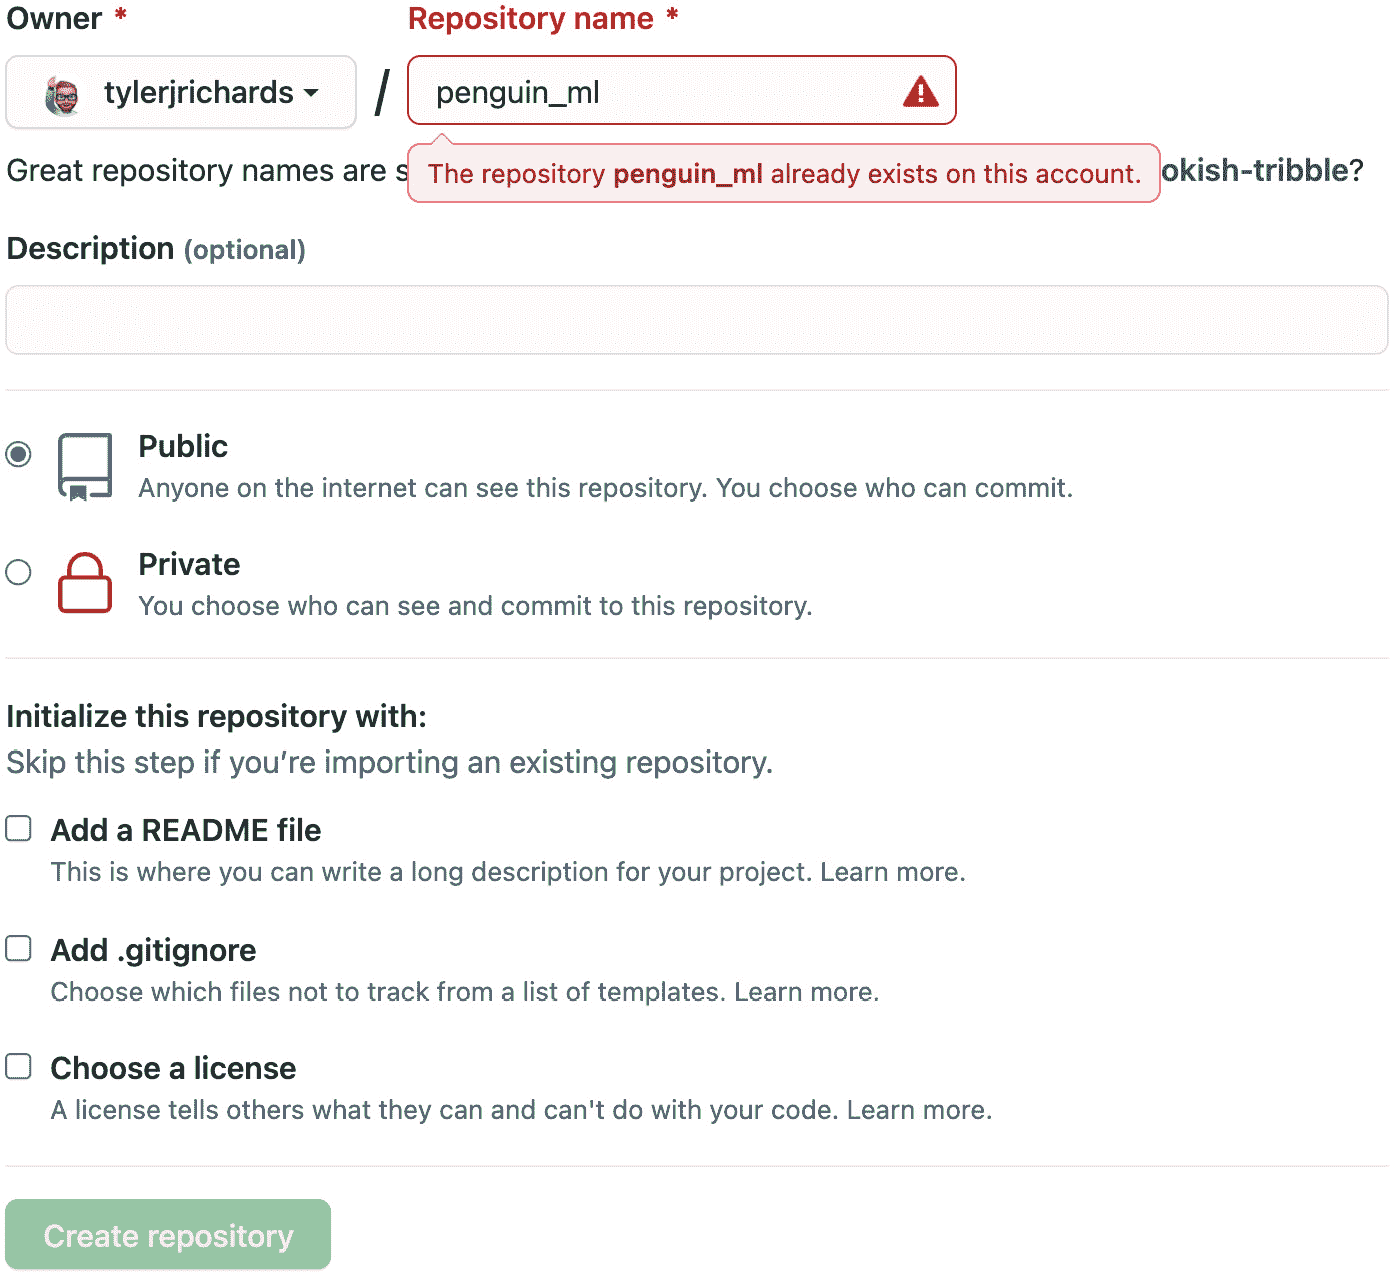 Owner * Repository name *
tylerjrichards / penguin_ml
Great repository names are s
The repository penguin_ml already exists on this account.
okish-tribble?
Description (optional)
Public
Anyone on the internet can see this repository. You choose who can commit.
Private
You choose who can see and commit to this repository.
Initialize this repository with:
Skip this step if you’re importing an existing repository.
Add a README file
This is where you can write a long description for your project. Learn more.
Add .gitignore
Choose which files not to track from a list of templates. Learn more.
Choose a license
A license tells others what they can and can't do with your code. Learn more.
Create repository